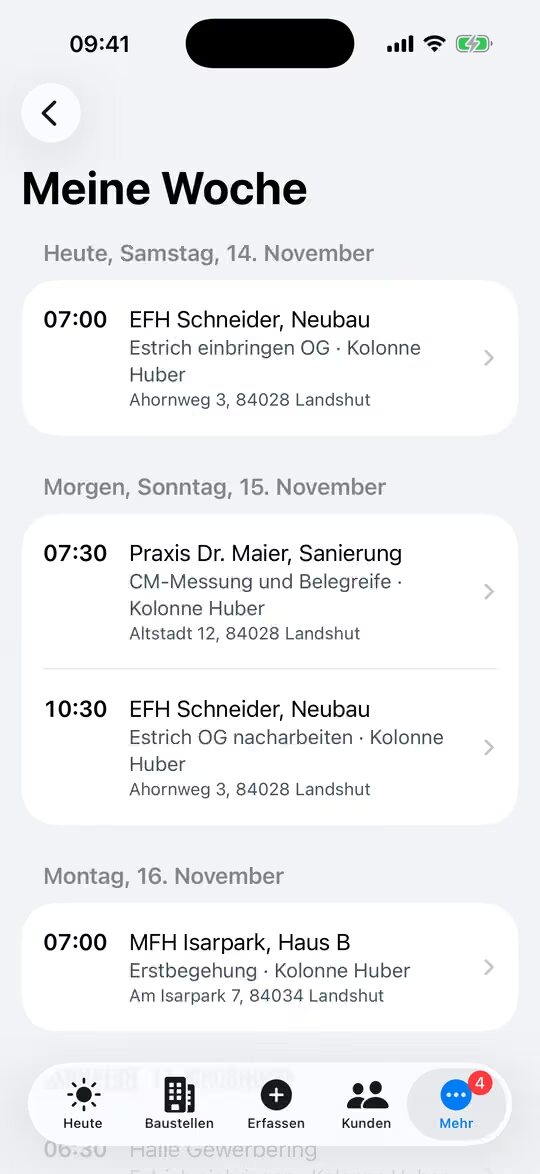 09:41
Meine Woche
Heute, Samstag, 14. November
07:00 EFH Schneider, Neubau
Estrich einbringen OG · Kolonne
Huber
Ahornweg 3, 84028 Landshut
Morgen, Sonntag, 15. November
07:30 Praxis Dr. Maier, Sanierung
CM-Messung und Belegreife ·
Kolonne Huber
Altstadt 12, 84028 Landshut
10:30 EFH Schneider, Neubau
Estrich OG nacharbeiten · Kolonne
Huber
Ahornweg 3, 84028 Landshut
Montag, 16. November
07:00 MFH Isarpark, Haus B
Erstbegehung · Kolonne Huber
Am Isarpark 7, 84034 Landshut
4
Heute Baustellen Erfassen Kunden Mehr
06:30 Halle Gewerbering